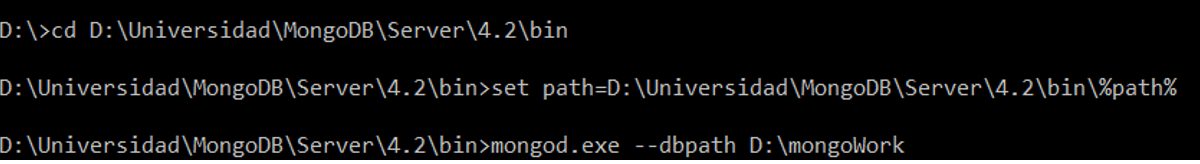 D:\>cd D:\Universidad\MongoDB\Server\4.2\bin
D:\Universidad\MongoDB\Server\4.2\bin>set path=D:\Universidad\MongoDB\Server\4.2\bin\%path%
D:\Universidad\MongoDB\Server\4.2\bin>mongod.exe --dbpath D:\mongoWork